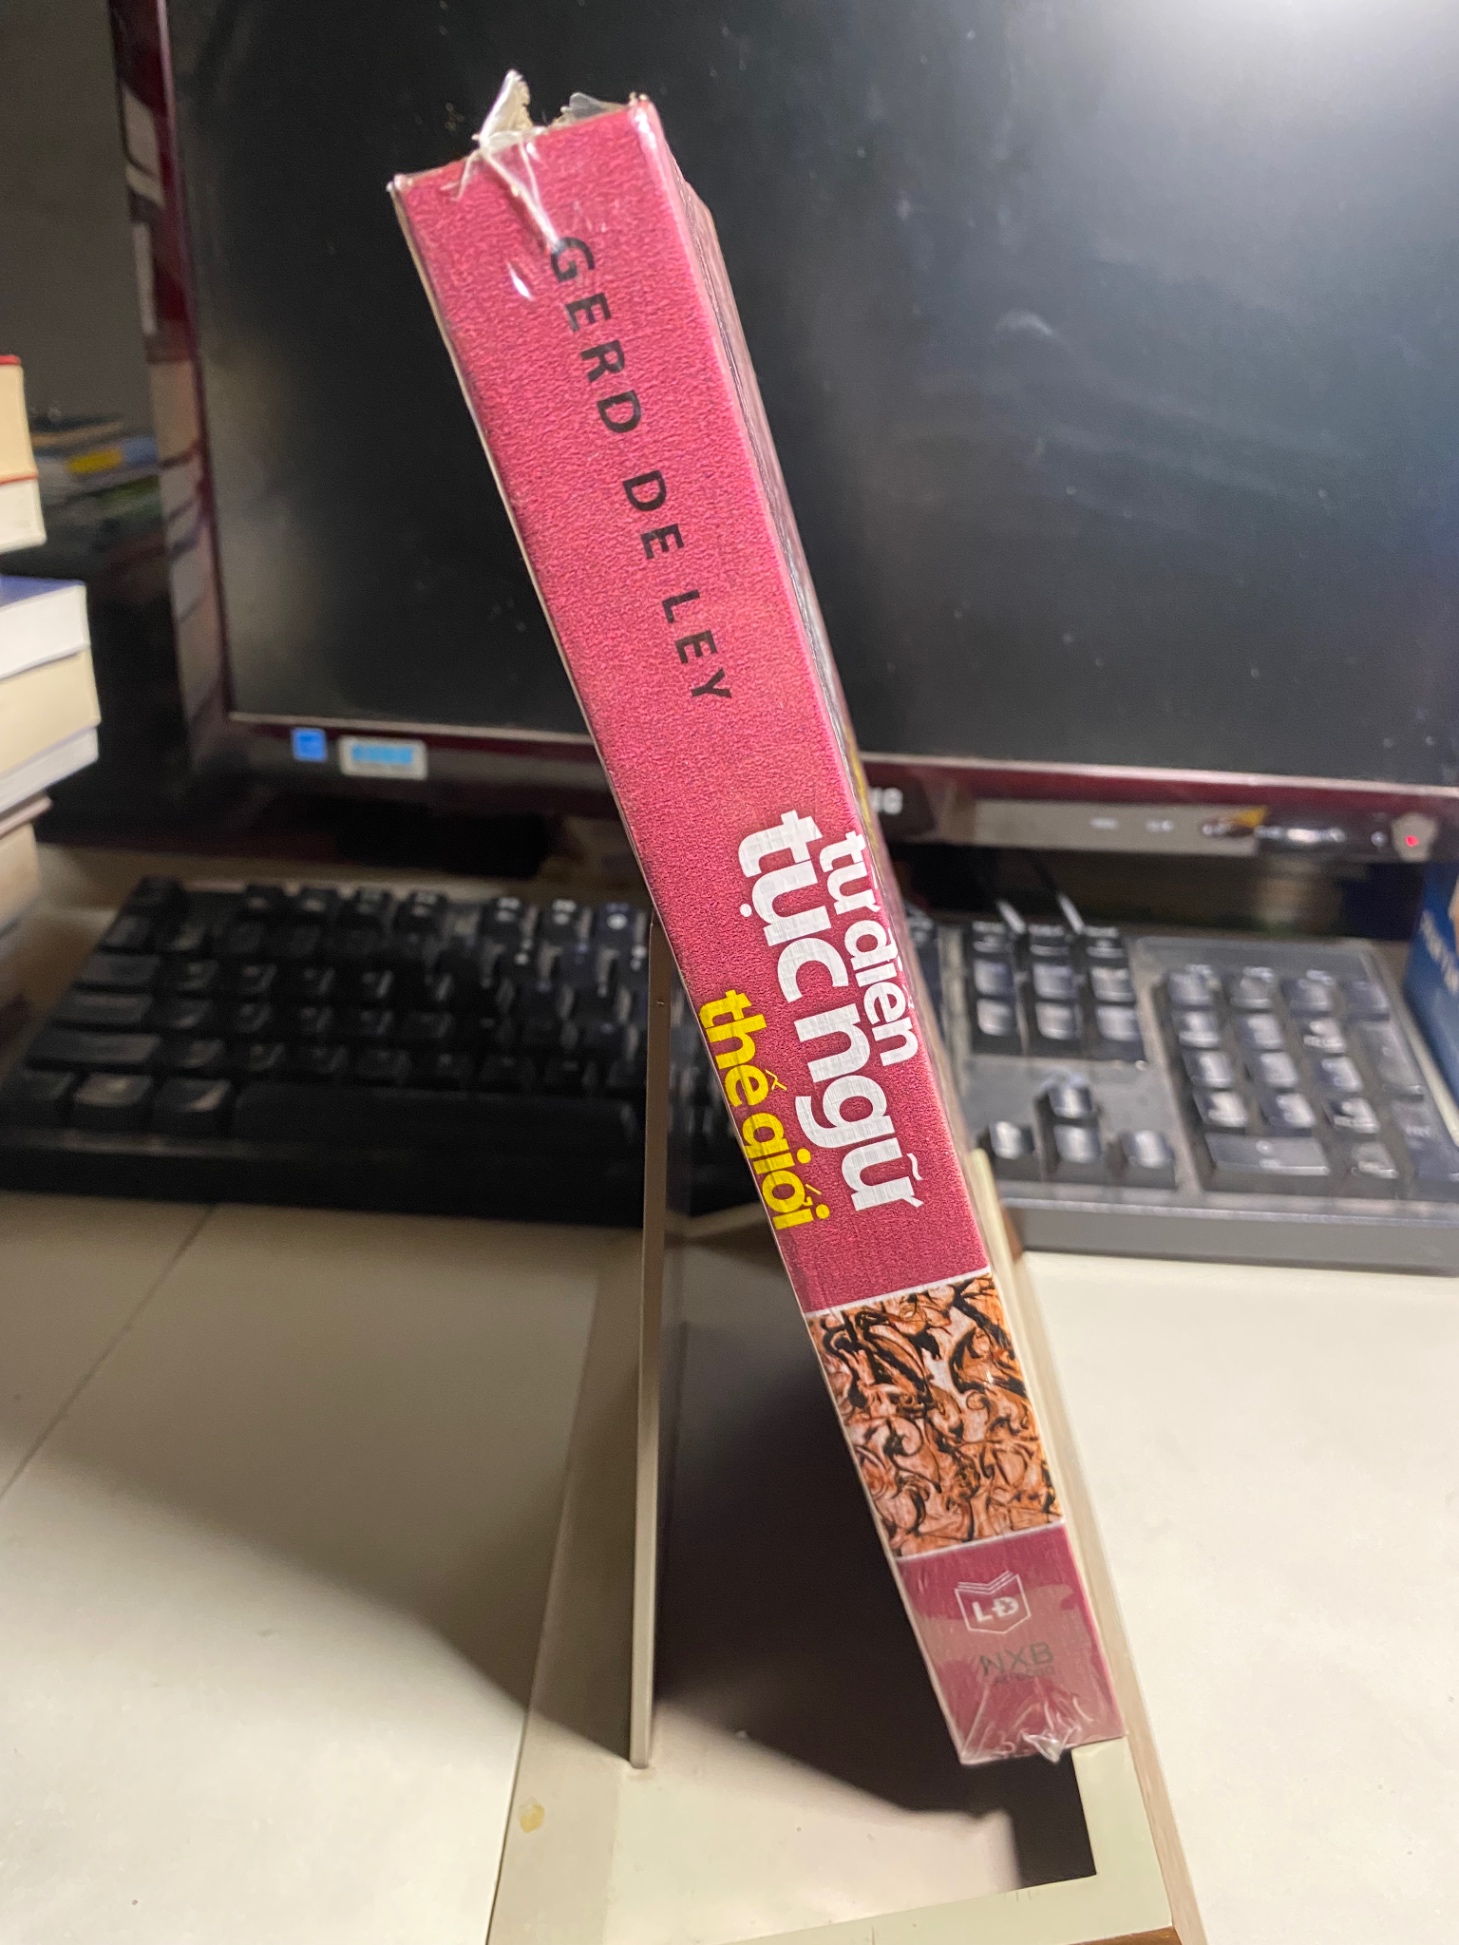 GERD DE LEY
từ điển
tục ngữ
thế giới
LĐ
NXB